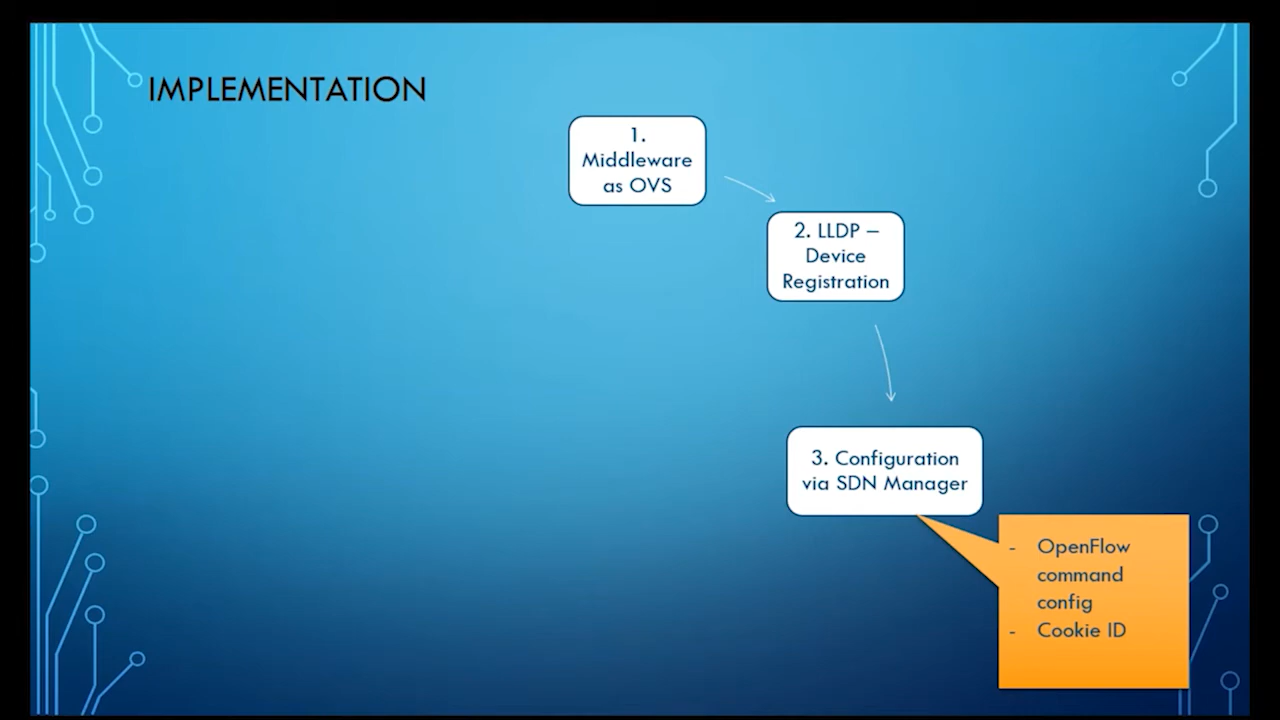 IMPLEMENTATION
1.
Middleware
as OVS
2. LLDP –
Device
Registration
3. Configuration
via SDN Manager
- OpenFlow
command
config
- Cookie ID